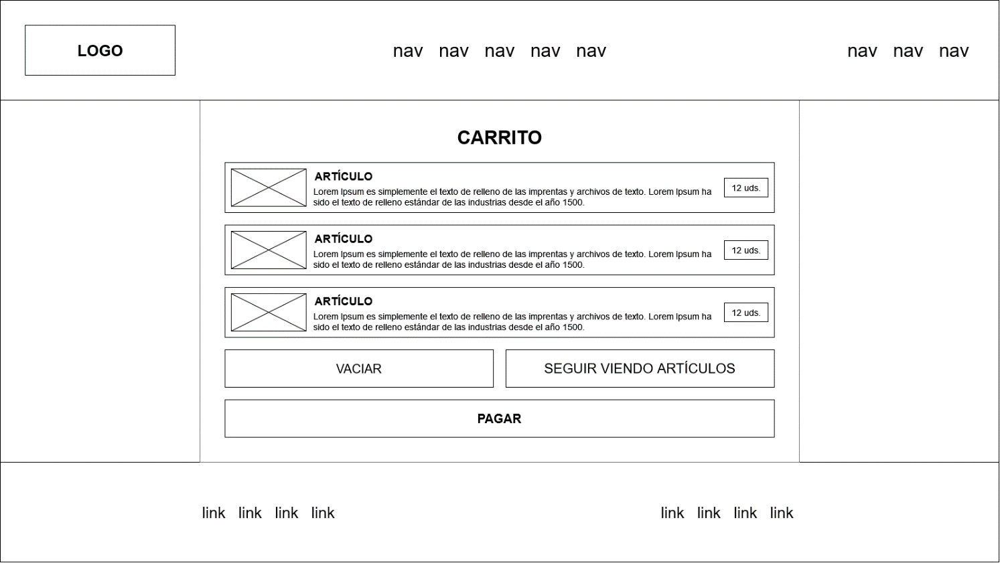 LOGO
nav nav nav nav nav
nav nav nav
CARRITO
ARTÍCULO
Lorem Ipsum es simplemente el texto de relleno de las imprentas y archivos de texto. Lorem Ipsum ha
sido el texto de relleno estándar de las industrias desde el año 1500.
12 uds.
ARTÍCULO
Lorem Ipsum es simplemente el texto de relleno de las imprentas y archivos de texto. Lorem Ipsum ha
sido el texto de relleno estándar de las industrias desde el año 1500.
12 uds.
ARTÍCULO
Lorem Ipsum es simplemente el texto de relleno de las imprentas y archivos de texto. Lorem Ipsum ha
sido el texto de relleno estándar de las industrias desde el año 1500.
12 uds.
VACIAR
SEGUIR VIENDO ARTÍCULOS
PAGAR
link link link link
link link link link